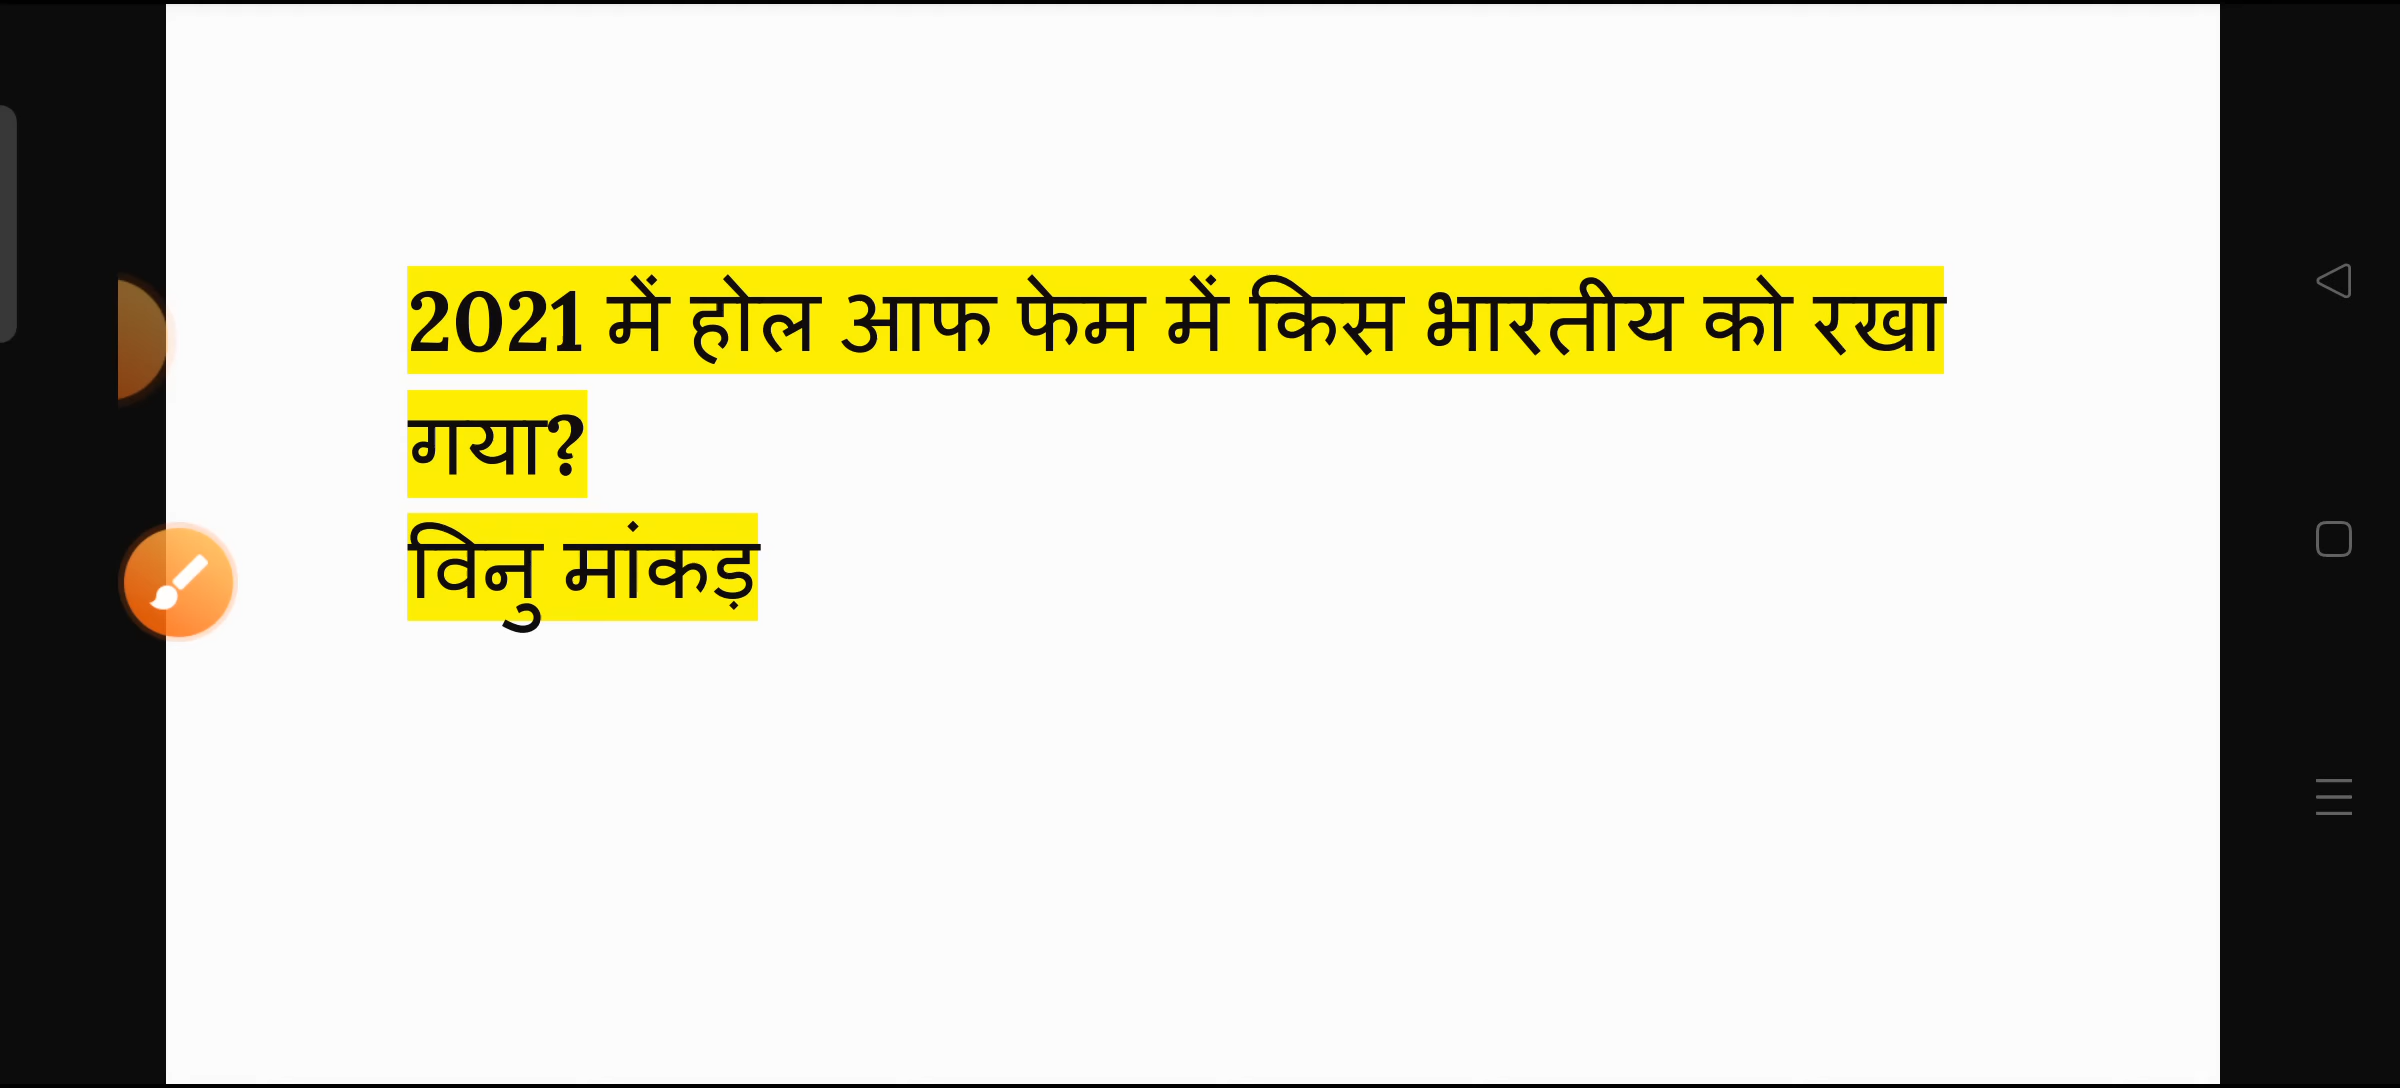 2021 में होल आफ फेम में किस भारतीय को रखा
गया?
विनु मांकड़